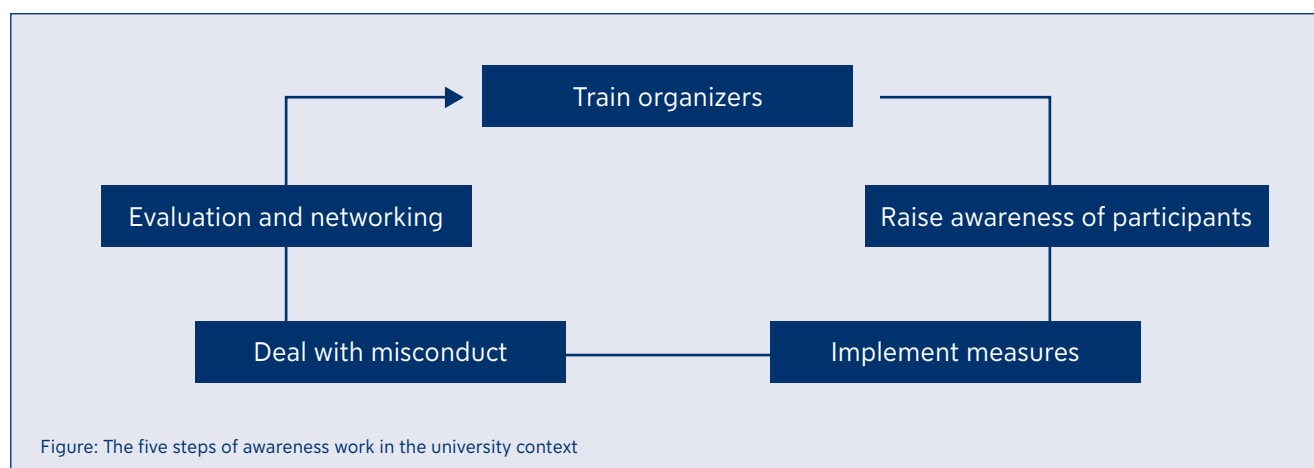 Train organizers
Evaluation and networking
Raise awareness of participants
Deal with misconduct
Implement measures
Figure: The five steps of awareness work in the university context